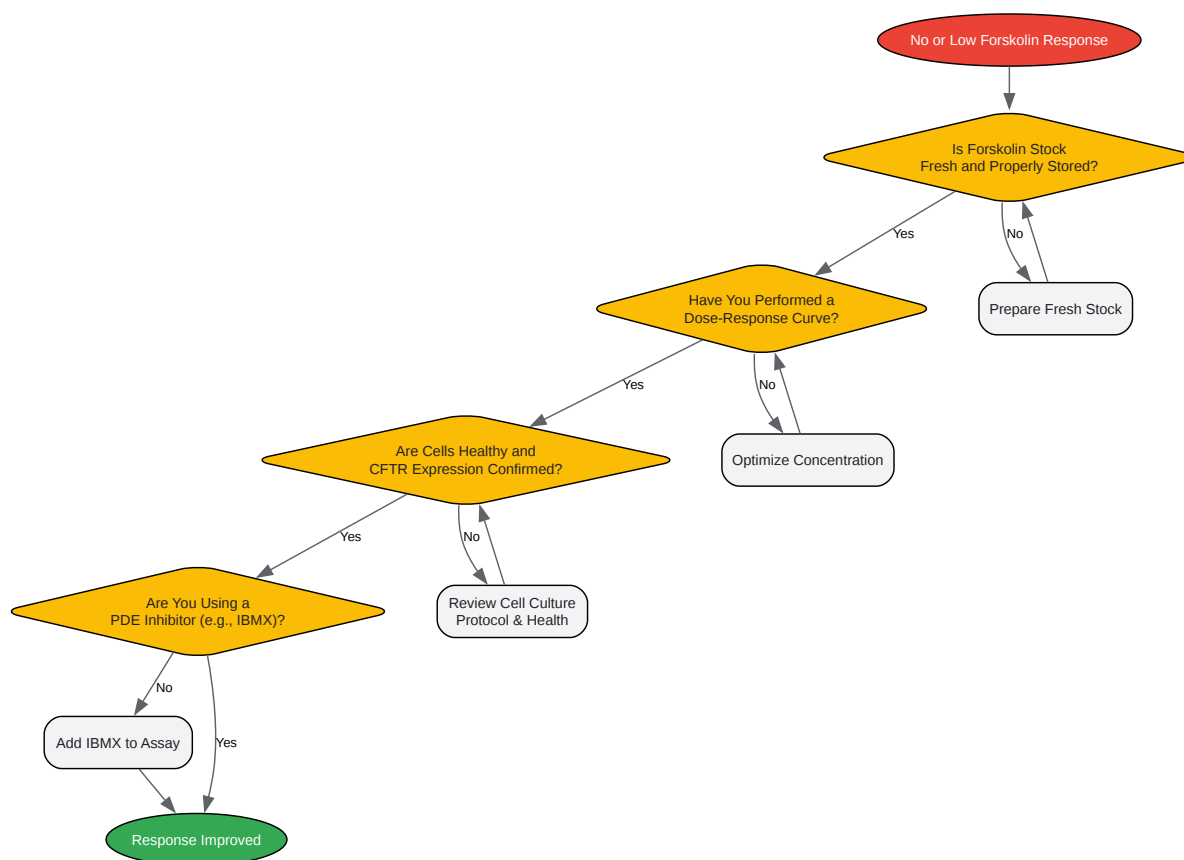 No or Low Forskolin Response
Is Forskolin Stock
Fresh and Properly Stored?
Yes
No
Have You Performed a
Dose-Response Curve?
Prepare Fresh Stock
Yes
No
Are Cells Healthy and
CFTR Expression Confirmed?
Optimize Concentration
Yes
No
Are You Using a
PDE Inhibitor (e.g., IBMX)?
Review Cell Culture
Protocol & Health
No
Add IBMX to Assay
Yes
Response Improved